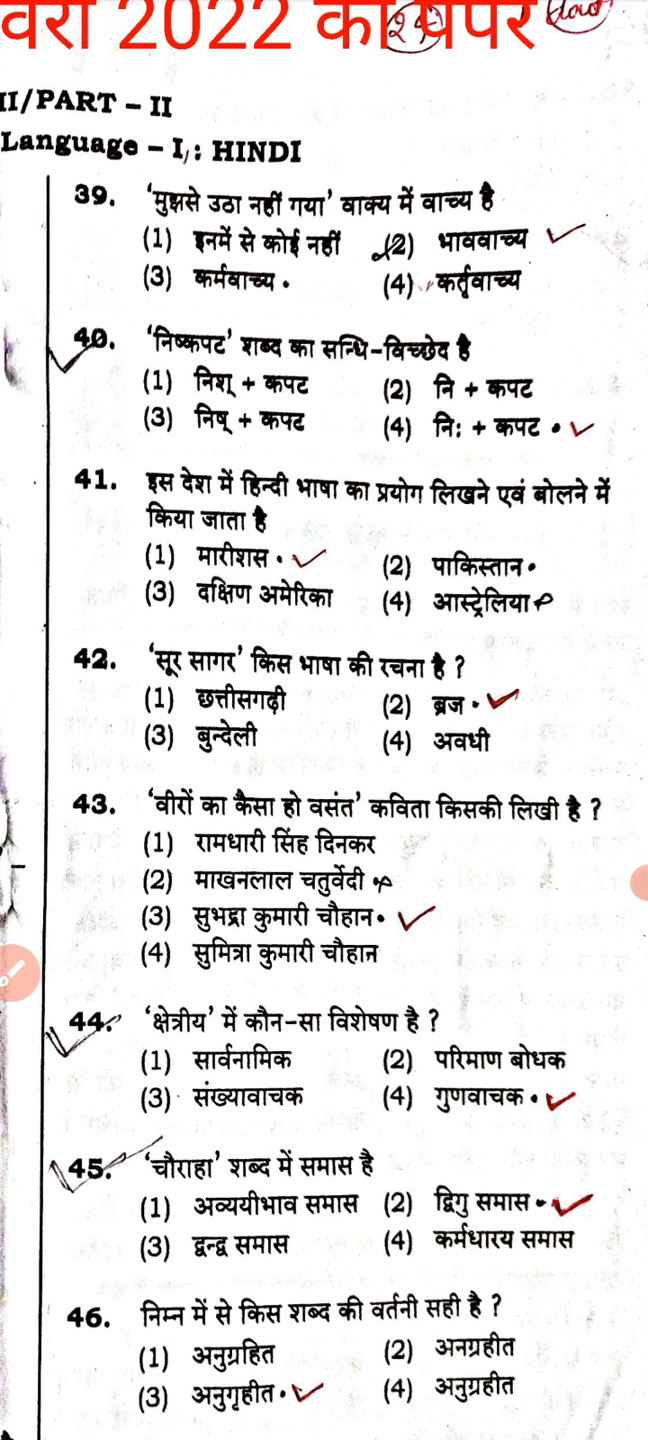 वरी 2022 का पेपर
II/PART – II
Language – I : HINDI
39. ‘मुझसे उठा नहीं गया’ वाक्य में वाच्य है
(1) इनमें से कोई नहीं (2) भाववाच्य
(3) कर्मवाच्य (4) कर्तृवाच्य
40. ‘निष्कपट’ शब्द का सन्धि-विच्छेद है
(1) निश् + कपट (2) नि + कपट
(3) निष् + कपट (4) निः + कपट
41. इस देश में हिन्दी भाषा का प्रयोग लिखने एवं बोलने में
किया जाता है
(1) मारीशस (2) पाकिस्तान
(3) दक्षिण अमेरिका (4) आस्ट्रेलिया
42. ‘सूर सागर’ किस भाषा की रचना है ?
(1) छत्तीसगढ़ी (2) ब्रज
(3) बुन्देली (4) अवधी
43. ‘वीरों का कैसा हो वसंत’ कविता किसकी लिखी है ?
(1) रामधारी सिंह दिनकर
(2) माखनलाल चतुर्वेदी
(3) सुभद्रा कुमारी चौहान
(4) सुमित्रा कुमारी चौहान
44. ‘क्षेत्रीय’ में कौन-सा विशेषण है ?
(1) सार्वनामिक (2) परिमाण बोधक
(3) संख्यावाचक (4) गुणवाचक
45. ‘चौराहा’ शब्द में समास है
(1) अव्ययीभाव समास (2) द्विगु समास
(3) द्वन्द्व समास (4) कर्मधारय समास
46. निम्न में से किस शब्द की वर्तनी सही है ?
(1) अनुग्रहित (2) अनग्रहीत
(3) अनुगृहीत (4) अनुग्रहीत